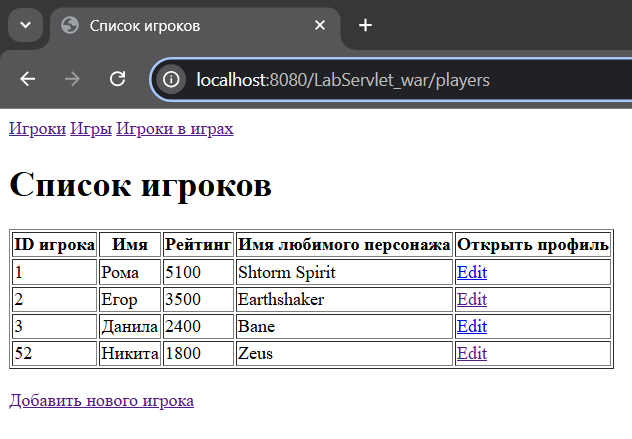 Список игроков
localhost:8080/LabServlet_war/players
Игроки Игры Игроки в играх
Список игроков
ID игрока Имя Рейтинг Имя любимого персонажа Открыть профиль
1 Рома 5100 Shtorm Spirit Edit
2 Егор 3500 Earthshaker Edit
3 Данила 2400 Bane Edit
52 Никита 1800 Zeus Edit
Добавить нового игрока